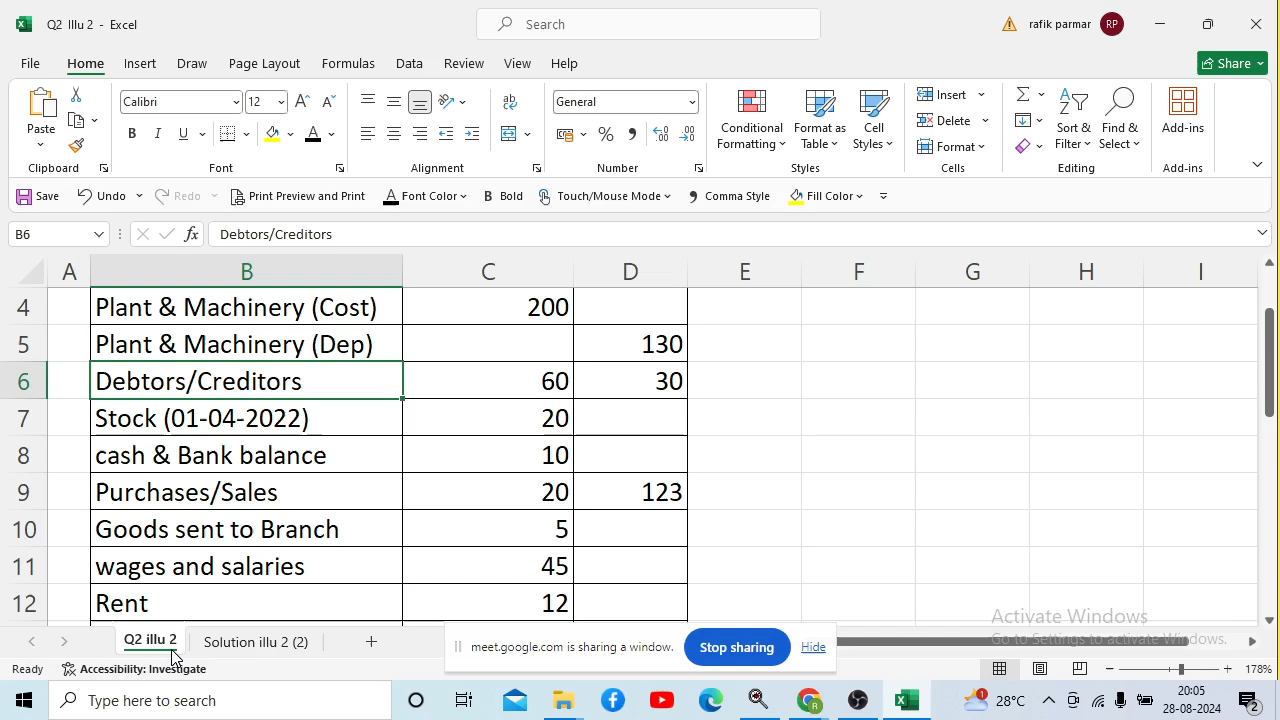 Q2 Illu 2 - Excel
Search
rafik parmar
RP
File Home Insert Draw Page Layout Formulas Data Review View Help
Share
Paste
Calibri 12
General
Conditional Formatting
Format as Table
Cell Styles
Insert
Delete
Format
Sort & Filter
Find & Select
Add-ins
Clipboard Font Alignment Number Styles Cells Editing Add-ins
Save Undo Redo Print Preview and Print Font Color B Bold Touch/Mouse Mode Comma Style Fill Color
B6 fx Debtors/Creditors
A B C D E F G H I
4 Plant & Machinery (Cost) 200
5 Plant & Machinery (Dep) 130
6 Debtors/Creditors 60 30
7 Stock (01-04-2022) 20
8 cash & Bank balance 10
9 Purchases/Sales 20 123
10 Goods sent to Branch 5
11 wages and salaries 45
12 Rent 12
Activate Windows
Go to Settings to activate Windows.
Q2 illu 2 Solution illu 2 (2)
meet.google.com is sharing a window. Stop sharing Hide
Ready Accessibility: Investigate 178%
Type here to search
1 28°C
20:05
28-08-2024
2